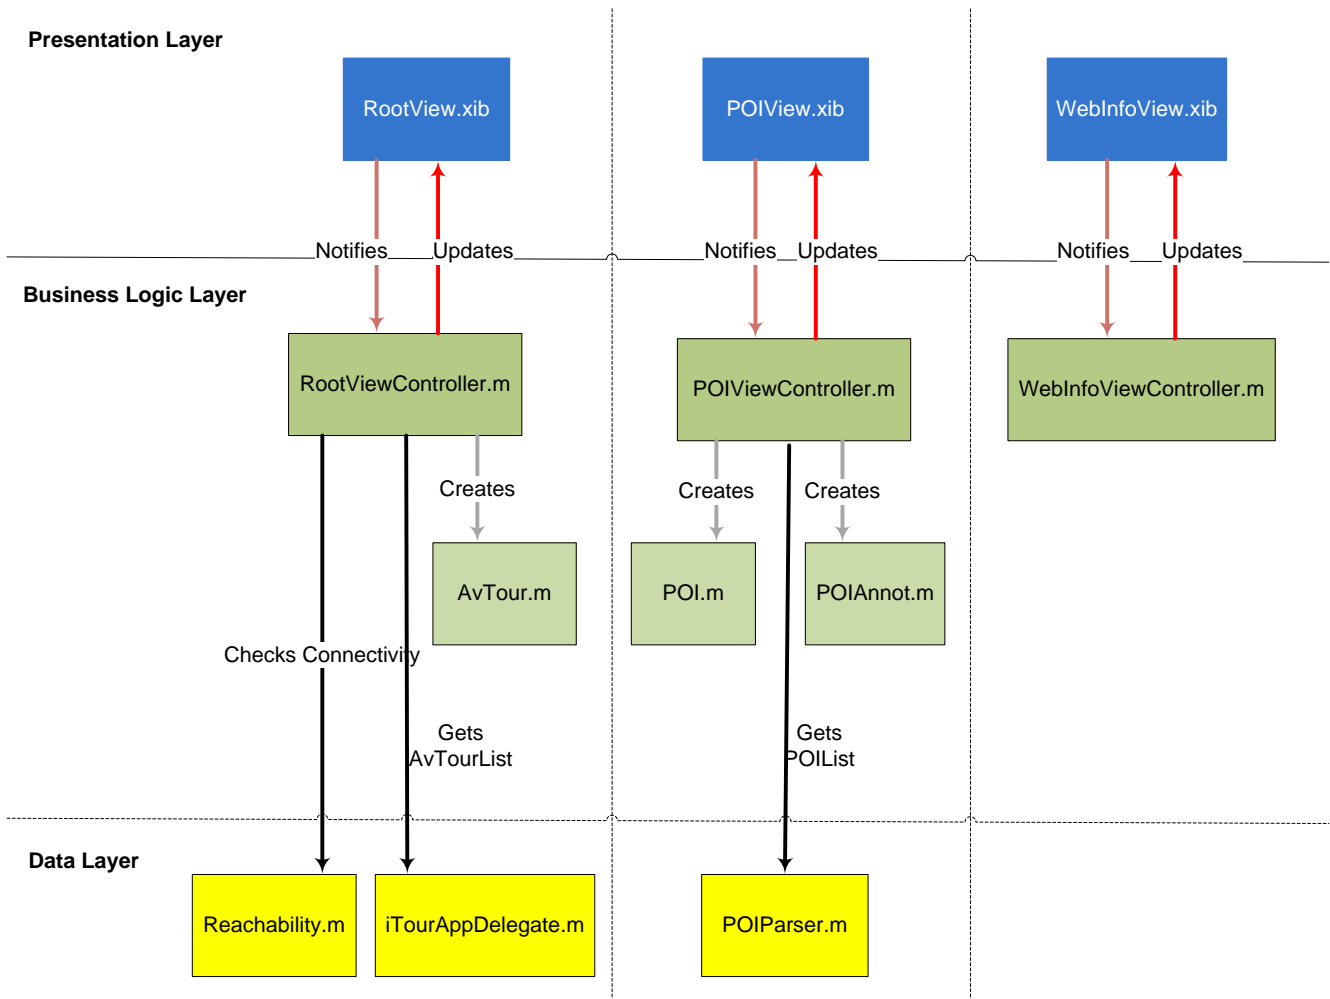 Presentation Layer
RootView.xib
POIView.xib
WebInfoView.xib
Notifies
Updates
Notifies
Updates
Notifies
Updates
Business Logic Layer
RootViewController.m
POIViewController.m
WebInfoViewController.m
Creates
Creates
Creates
AvTour.m
POI.m
POIAnnot.m
Checks Connectivity
Gets
AvTourList
Gets
POIList
Data Layer
Reachability.m
iTourAppDelegate.m
POIParser.m